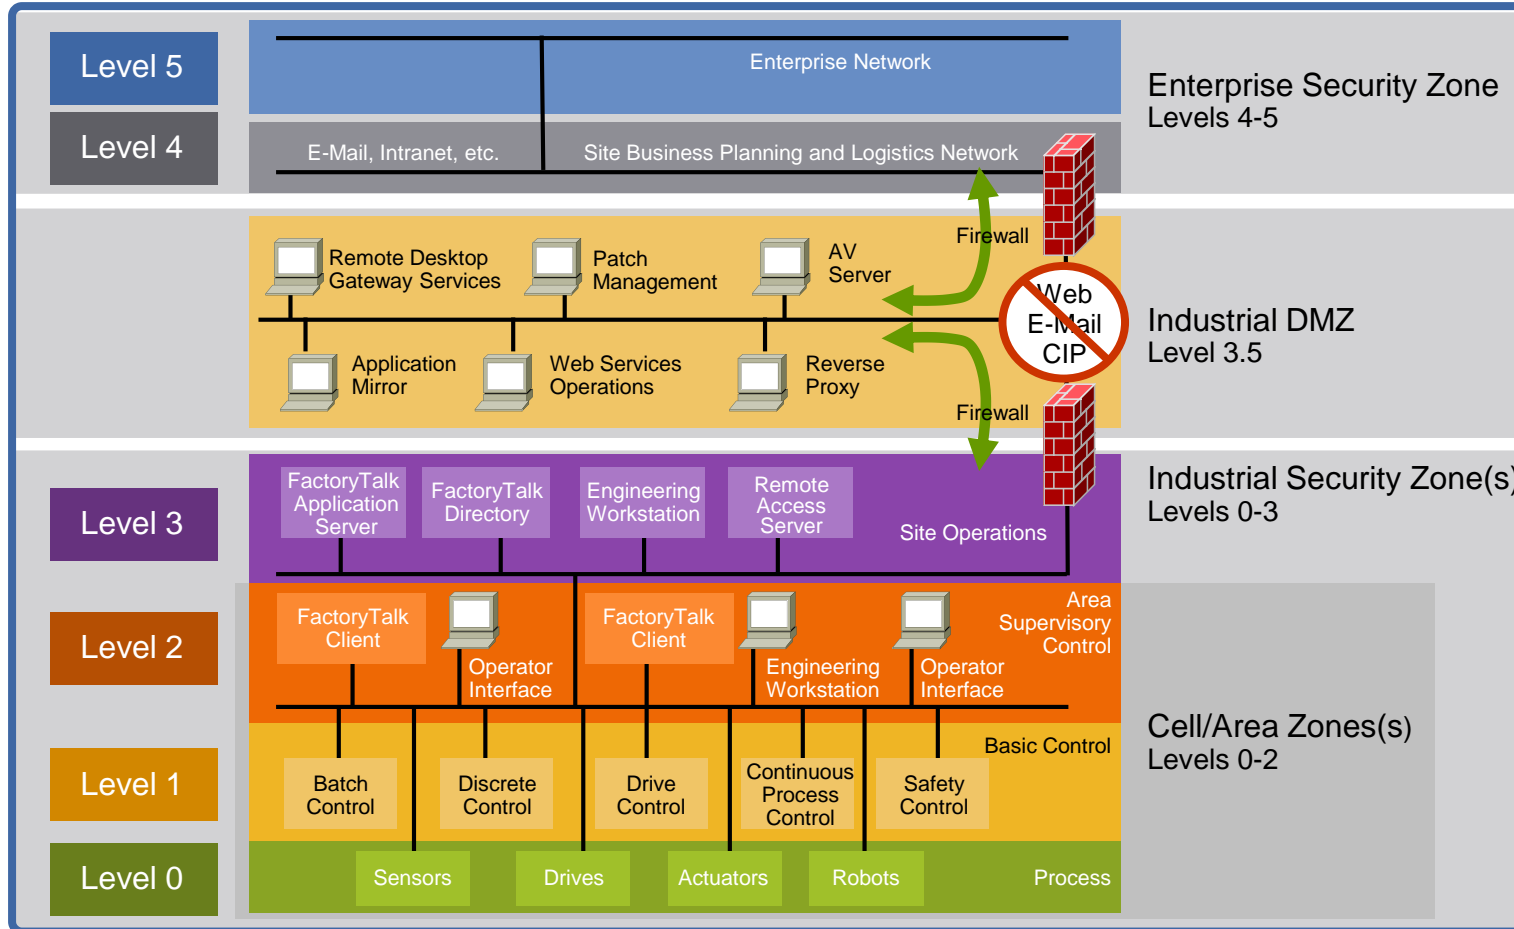 Level 5
Enterprise Network
Enterprise Security Zone
Levels 4-5
Level 4
E-Mail, Intranet, etc.
Site Business Planning and Logistics Network
Firewall
Remote Desktop
Gateway Services
Patch
Management
AV
Server
Web
E-Mail
CIP
Industrial DMZ
Level 3.5
Application
Mirror
Web Services
Operations
Reverse
Proxy
Firewall
Level 3
FactoryTalk
Application
Server
FactoryTalk
Directory
Engineering
Workstation
Remote
Access
Server
Site Operations
Industrial Security Zone(s)
Levels 0-3
Level 2
FactoryTalk
Client
Operator
Interface
FactoryTalk
Client
Engineering
Workstation
Operator
Interface
Area
Supervisory
Control
Cell/Area Zones(s)
Levels 0-2
Level 1
Basic Control
Batch
Control
Discrete
Control
Drive
Control
Continuous
Process
Control
Safety
Control
Level 0
Sensors
Drives
Actuators
Robots
Process